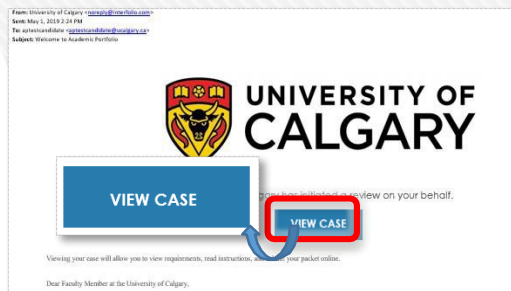 From: University of Calgary <noreply@interfolio.com>
Sent: May 1, 2019 2:24 PM
To: aptestcandidate <aptestcandidate@ucalgary.ca>
Subject: Welcome to Academic Portfolio
UNIVERSITY OF
CALGARY
has initiated a review on your behalf.
VIEW CASE
VIEW CASE
Viewing your case will allow you to view requirements, read instructions, your packet online.
Dear Faculty Member at the University of Calgary,